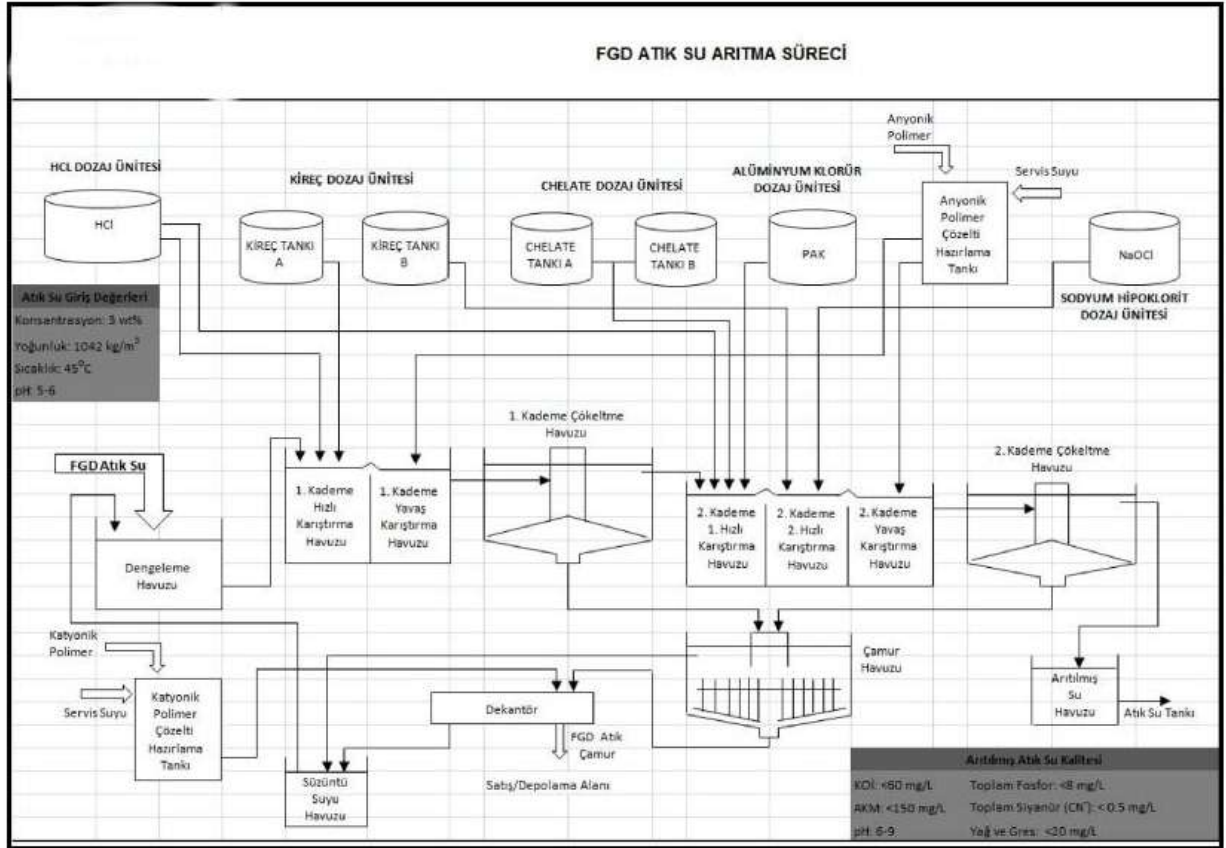 FGD ATIK SU ARITMA SÜRECİ
Anyonik
Polimer
HCL DOZAJ ÜNİTESİ
KİREÇ DOZAJ ÜNİTESİ
CHELATE DOZAJ ÜNİTESİ
ALÜMİNYUM KLORÜR
DOZAJ ÜNİTESİ
Servis Suyu
HCl
KİREÇ TANKI
A
KİREÇ TANKI
B
CHELATE
TANKI A
CHELATE
TANKI B
PAK
Anyonik
Polimer
Çözelti
Hazırlama
Tankı
NaOCl
SODYUM HİPOKLORİT
DOZAJ ÜNİTESİ
Atık Su Giriş Değerleri
Konsantrasyon: 3 wt%
Yoğunluk: 1042 kg/m³
Sıcaklık: 45⁰C
pH: 5-6
1. Kademe Çökeltme
Havuzu
2. Kademe Çökeltme
Havuzu
FGD Atık Su
1. Kademe
Hızlı
Karıştırma
Havuzu
1. Kademe
Yavaş
Karıştırma
Havuzu
2. Kademe
1. Hızlı
Karıştırma
Havuzu
2. Kademe
2. Hızlı
Karıştırma
Havuzu
2. Kademe
Yavaş
Karıştırma
Havuzu
Dengeleme
Havuzu
Katyonik
Polimer
Çamur
Havuzu
Servis Suyu
Katyonik
Polimer
Çözelti
Hazırlama
Tankı
Dekantör
Arıtılmış
Su
Havuzu
Atık Su Tankı
FGD Atık
Çamur
Süzüntü
Suyu
Havuzu
Satış/Depolama Alanı
Arıtılmış Atık Su Kalitesi
KOİ: <60 mg/L
Toplam Fosfor: <8 mg/L
AKM: <150 mg/L
Toplam Siyanür (CN⁻): < 0.5 mg/L
pH: 6-9
Yağ ve Gres: <20 mg/L